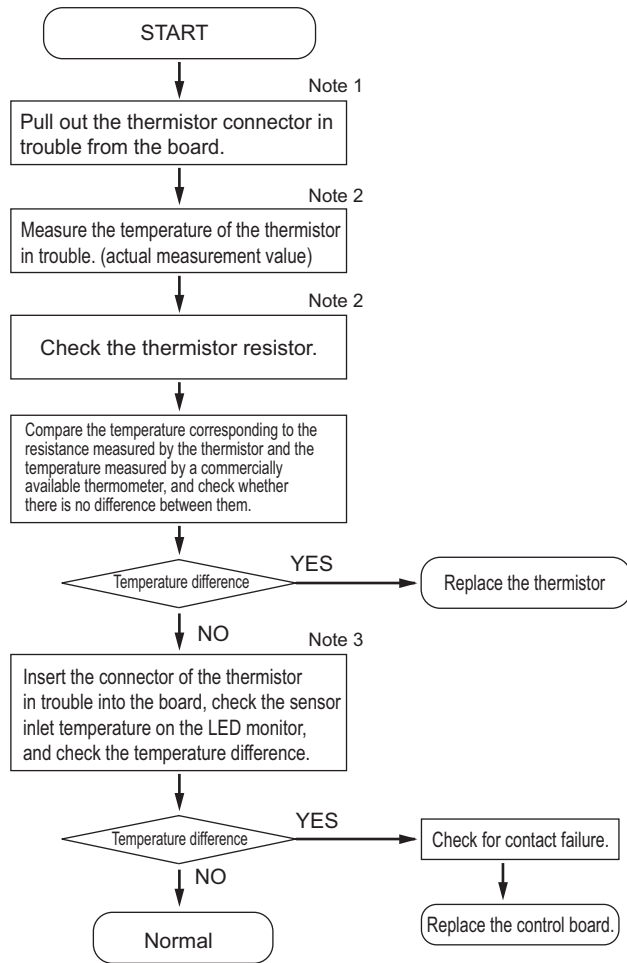 START
Note 1
Pull out the thermistor connector in
trouble from the board.
Note 2
Measure the temperature of the thermistor
in trouble. (actual measurement value)
Note 2
Check the thermistor resistor.
Compare the temperature corresponding to the
resistance measured by the thermistor and the
temperature measured by a commercially
available thermometer, and check whether
there is no difference between them.
Temperature difference
YES
Replace the thermistor
NO
Note 3
Insert the connector of the thermistor
in trouble into the board, check the sensor
inlet temperature on the LED monitor,
and check the temperature difference.
Temperature difference
YES
Check for contact failure.
NO
Replace the control board.
Normal